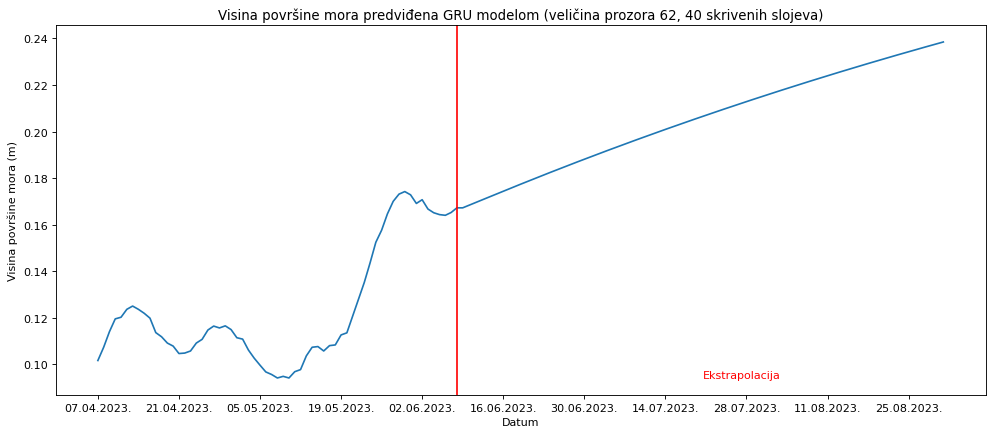 Visina površine mora predviđena GRU modelom (veličina prozora 62, 40 skrivenih slojeva)
Visina površine mora (m)
0.24
0.22
0.20
0.18
0.16
0.14
0.12
0.10
Ekstrapolacija
07.04.2023. 21.04.2023. 05.05.2023. 19.05.2023. 02.06.2023. 16.06.2023. 30.06.2023. 14.07.2023. 28.07.2023. 11.08.2023. 25.08.2023.
Datum